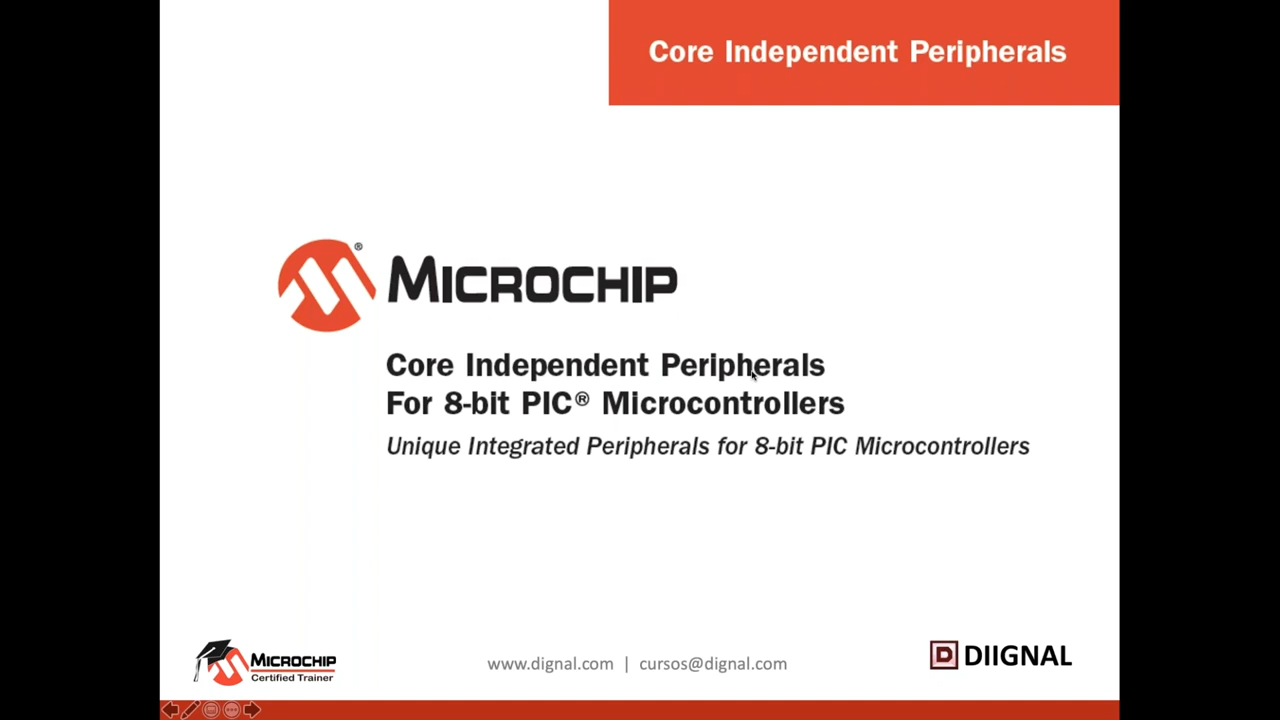 Core Independent Peripherals
®
MICROCHIP
Core Independent Peripherals
For 8-bit PIC® Microcontrollers
Unique Integrated Peripherals for 8-bit PIC Microcontrollers
MICROCHIP
Certified Trainer
www.dignal.com | cursos@dignal.com
D DIIGNAL